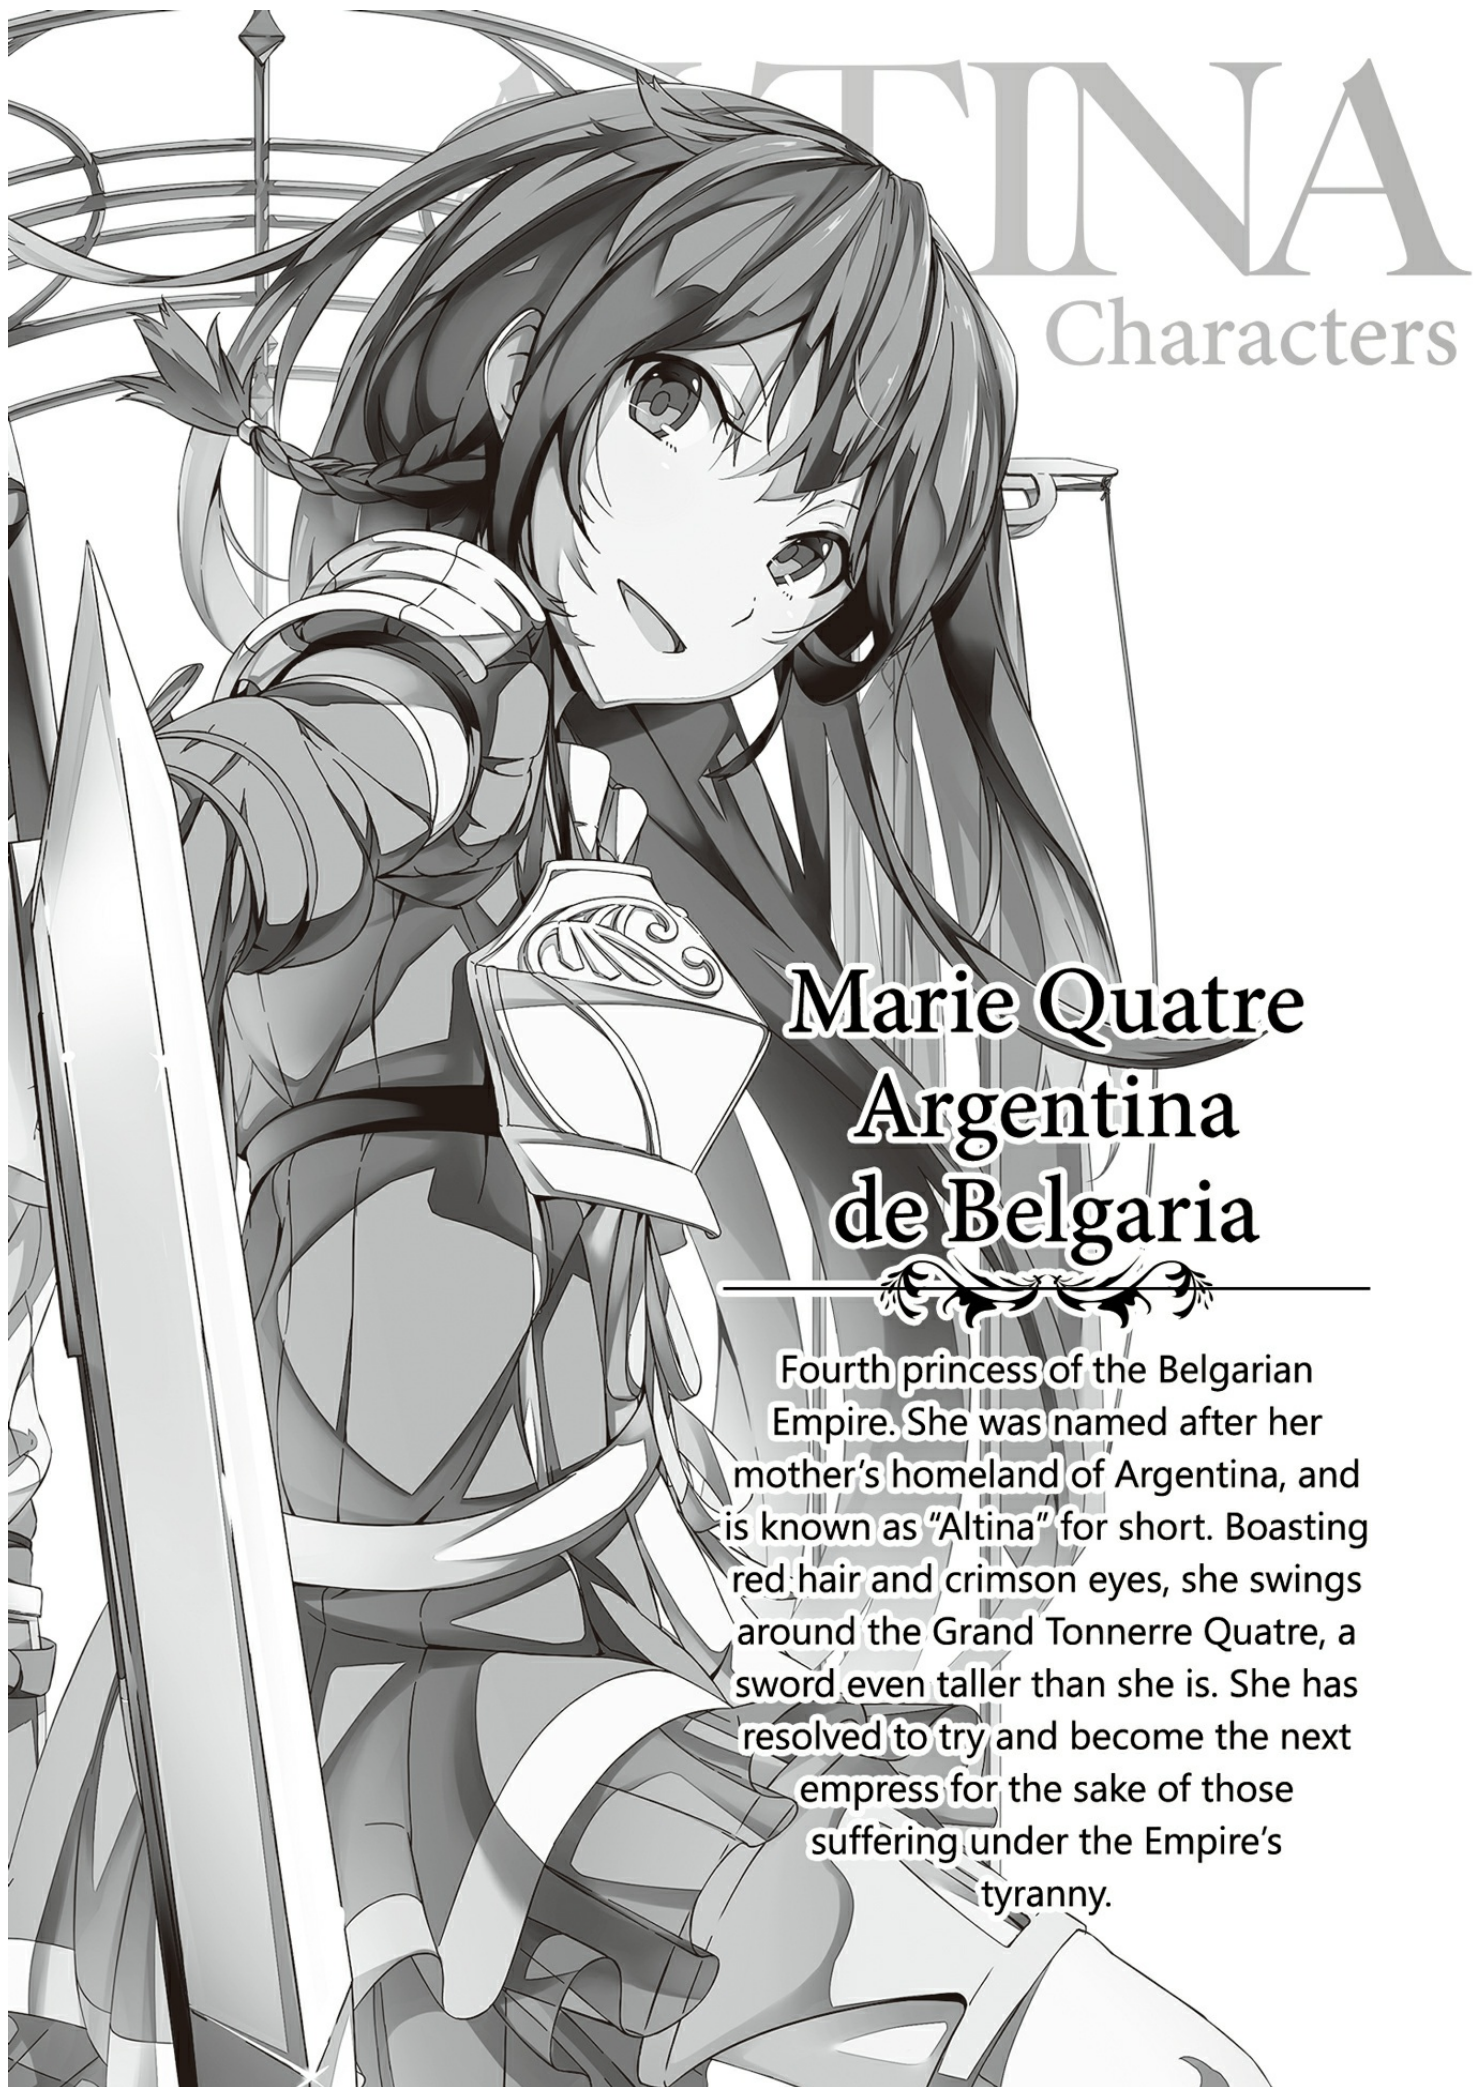 ALTINA
Characters
Marie Quatre
Argentina
de Belgaria
Fourth princess of the Belgarian
Empire. She was named after her
mother’s homeland of Argentina, and
is known as “Altina” for short. Boasting
red hair and crimson eyes, she swings
around the Grand Tonnerre Quatre, a
sword even taller than she is. She has
resolved to try and become the next
empress for the sake of those
suffering under the Empire’s
tyranny.